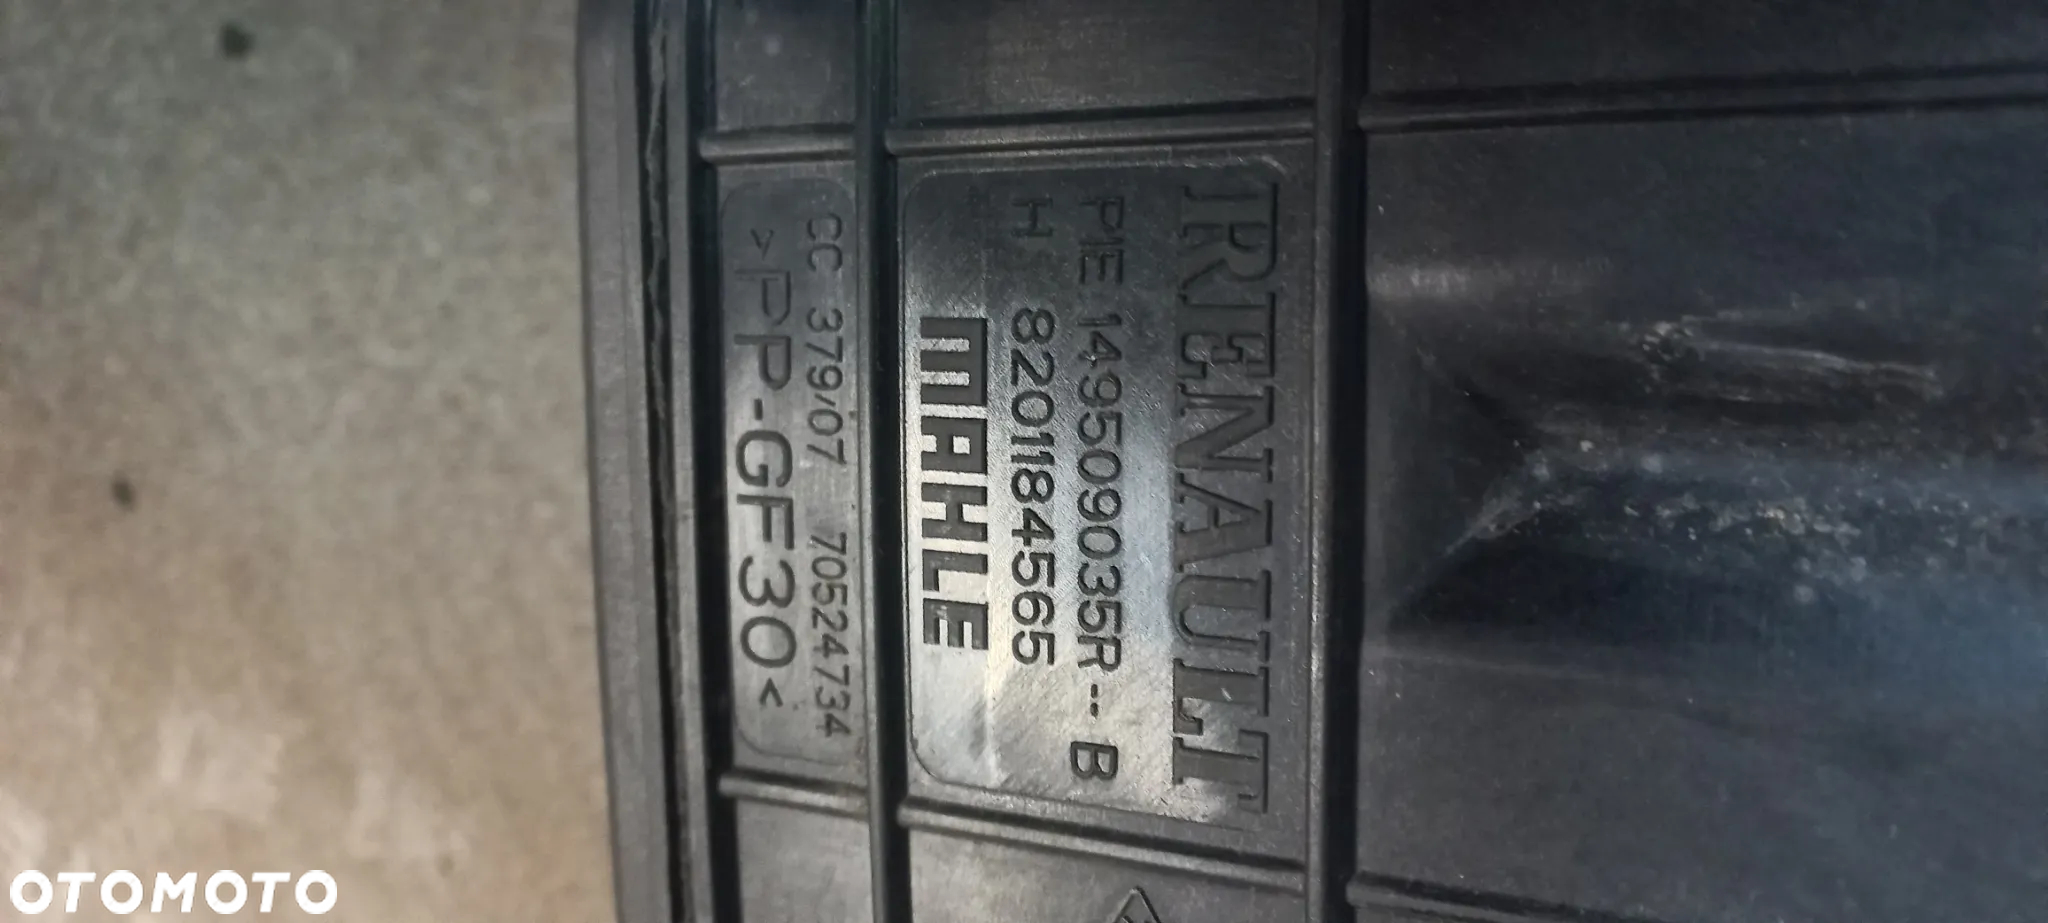 RENAULT
PIE 149509035R--B
H 8201184565
MAHLE
CC 379/07 70524734
>PP-GF30<
OTOMOTO